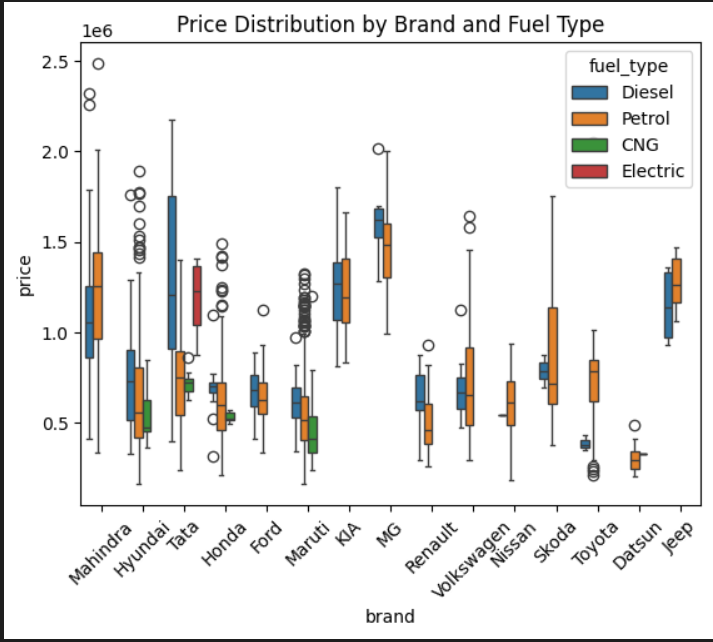 Price Distribution by Brand and Fuel Type
1e6
fuel_type
Diesel
Petrol
CNG
Electric
2.5
2.0
1.5
1.0
0.5
price
Mahindra
Hyundai
Tata
Honda
Ford
Maruti
KIA
MG
Renault
Volkswagen
Nissan
Skoda
Toyota
Datsun
Jeep
brand